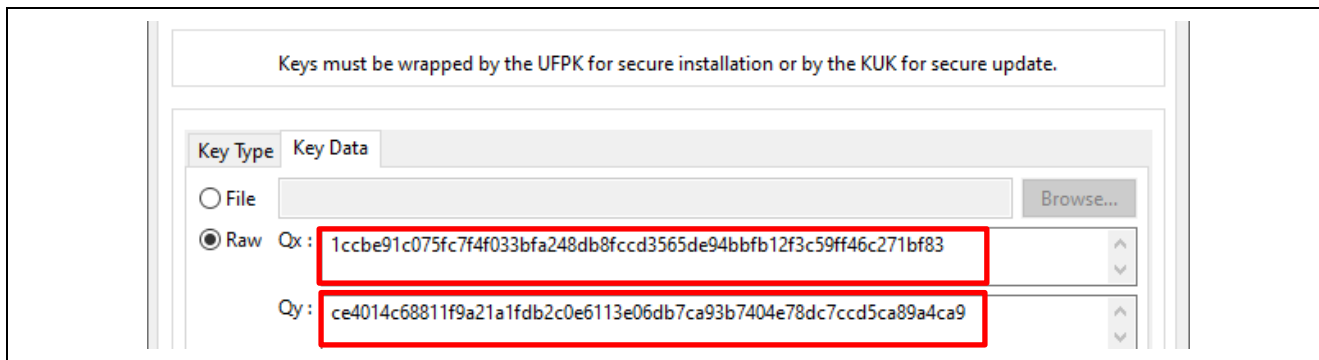 Keys must be wrapped by the UFPK for secure installation or by the KUK for secure update.
Key Type Key Data
File Browse...
Raw Qx : 1ccbe91c075fc7f4f033bfa248db8fccd3565de94bbfb12f3c59ff46c271bf83
Qy : ce4014c68811f9a21a1fdb2c0e6113e06db7ca93b7404e78dc7ccd5ca89a4ca9